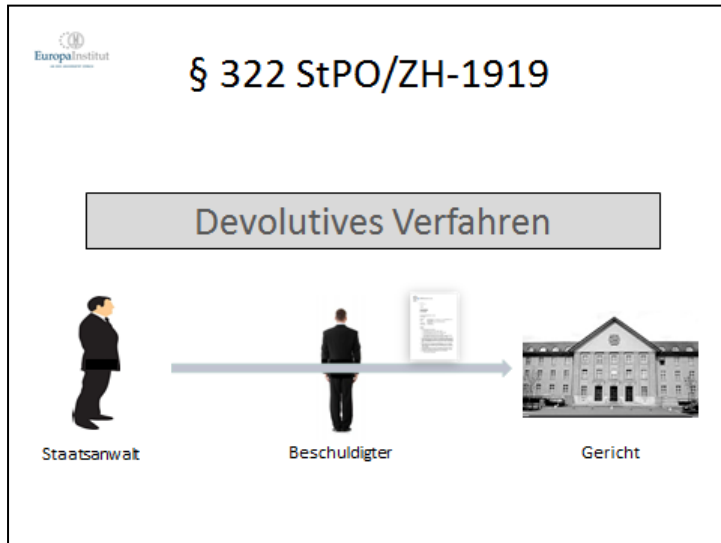 EuropaInstitut
§ 322 StPO/ZH-1919
Devolutives Verfahren
Staatsanwalt
Beschuldigter
Gericht